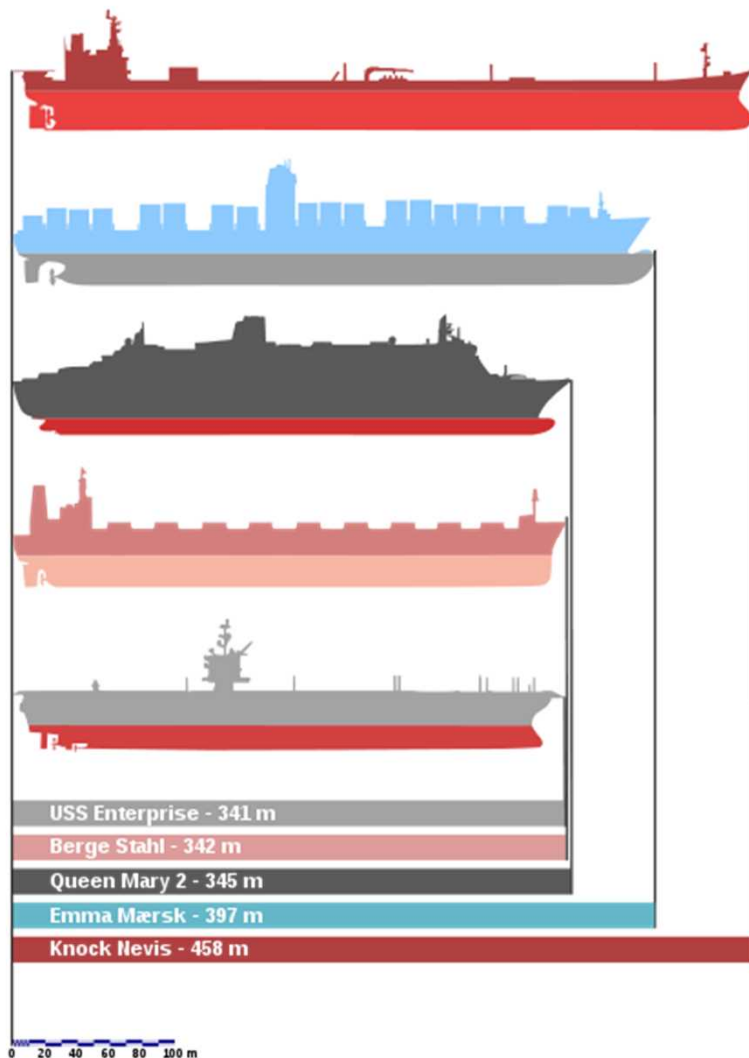 USS Enterprise - 341 m
Berge Stahl - 342 m
Queen Mary 2 - 345 m
Emma Mærsk - 397 m
Knock Nevis - 458 m
0 20 40 60 80 100 m